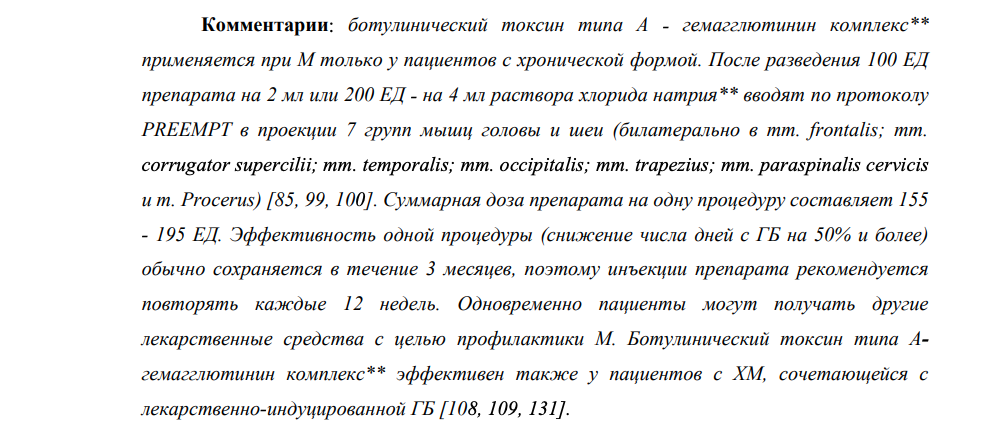 Комментарии: ботулинический токсин типа А - гемагглютинин комплекс**
применяется при М только у пациентов с хронической формой. После разведения 100 ЕД
препарата на 2 мл или 200 ЕД - на 4 мл раствора хлорида натрия** вводят по протоколу
PREEMPT в проекции 7 групп мышц головы и шеи (билатерально в mm. frontalis; mm.
corrugator supercilii; mm. temporalis; mm. occipitalis; mm. trapezius; mm. paraspinalis cervicis
и m. Procerus) [85, 99, 100]. Суммарная доза препарата на одну процедуру составляет 155
- 195 ЕД. Эффективность одной процедуры (снижение числа дней с ГБ на 50% и более)
обычно сохраняется в течение 3 месяцев, поэтому инъекции препарата рекомендуется
повторять каждые 12 недель. Одновременно пациенты могут получать другие
лекарственные средства с целью профилактики М. Ботулинический токсин типа А-
гемагглютинин комплекс** эффективен также у пациентов с ХМ, сочетающейся с
лекарственно-индуцированной ГБ [108, 109, 131].